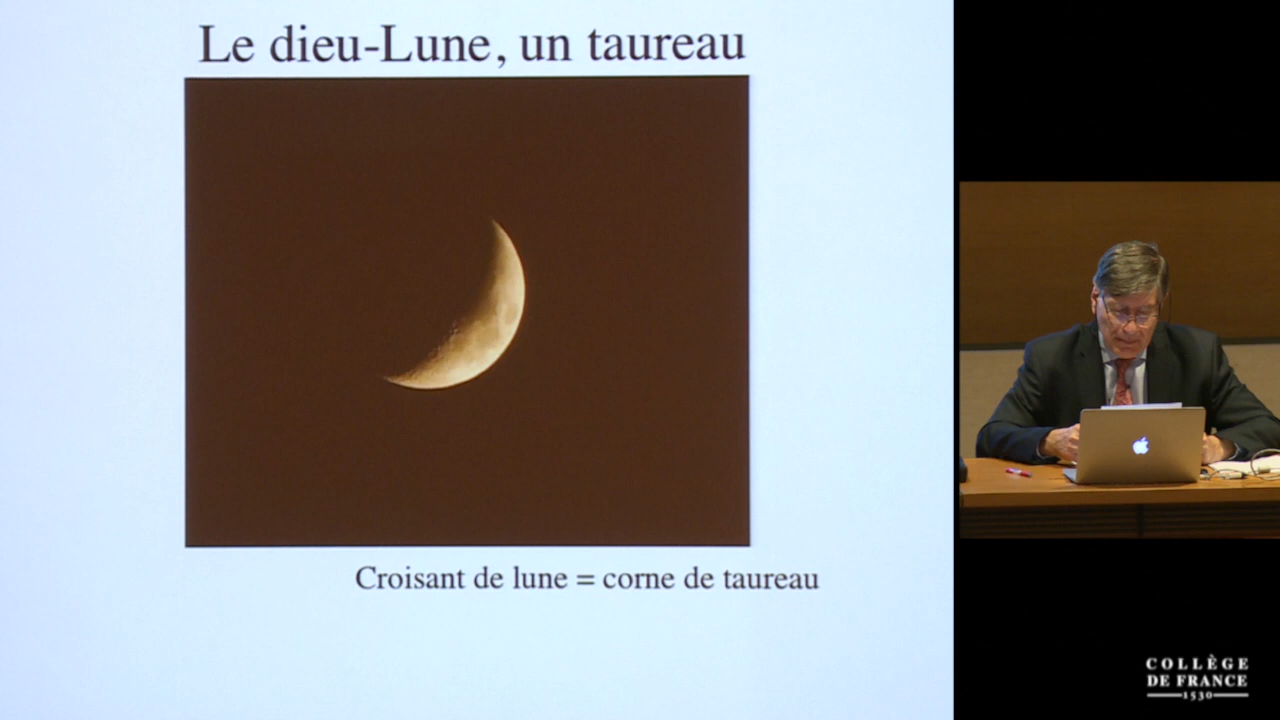 Le dieu-Lune, un taureau
Croisant de lune = corne de taureau
COLLÈGE
DE FRANCE
1530